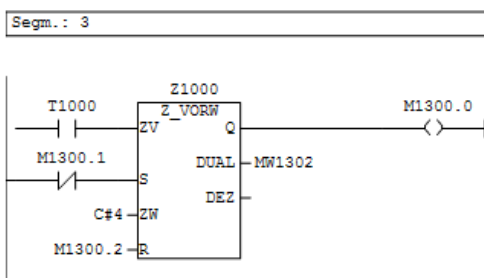 Segm.: 3
Z1000
T1000 Z_VORW M1300.0
ZV Q
M1300.1 DUAL MW1302
S
DEZ
C#4 ZW
M1300.2 R